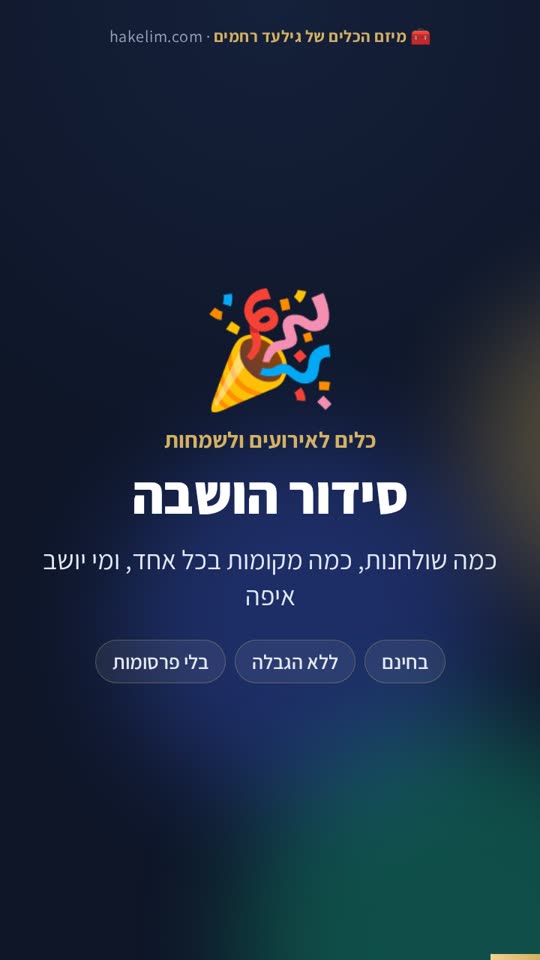 🧰 מיזם הכלים של גילעד רחמים · hakelim.com
כלים לאירועים ולשמחות
סידור הושבה
כמה שולחנות, כמה מקומות בכל אחד, ומי יושב
איפה
בחינם
ללא הגבלה
בלי פרסומות